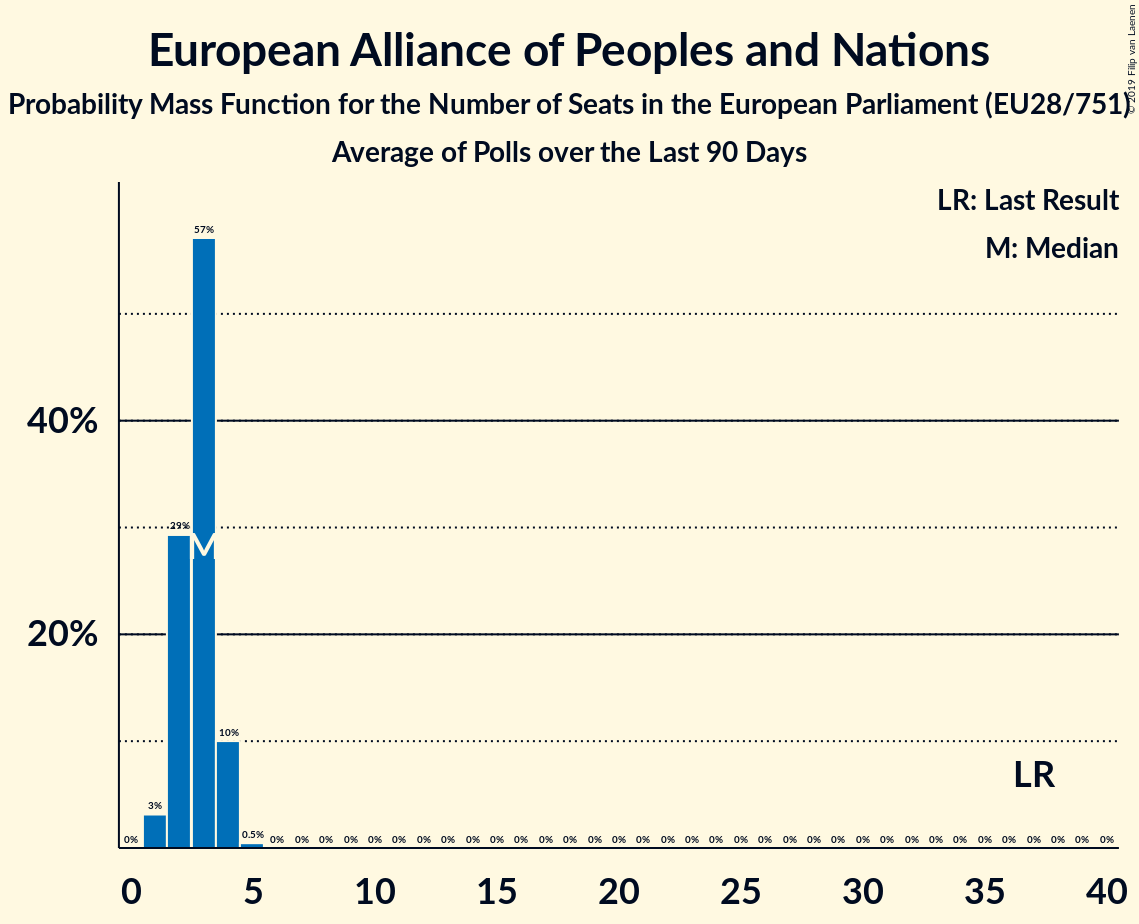 European Alliance of Peoples and Nations
Probability Mass Function for the Number of Seats in the European Parliament (EU28/751)
Average of Polls over the Last 90 Days
© 2019 Filip van Laenen
LR: Last Result
M: Median
57%
40%
29%
M
20%
10%
LR
3%
0% 0.5% 0% 0% 0% 0% 0% 0% 0% 0% 0% 0% 0% 0% 0% 0% 0% 0% 0% 0% 0% 0% 0% 0% 0% 0% 0% 0% 0% 0% 0% 0% 0% 0% 0% 0% 0%
0 5 10 15 20 25 30 35 40